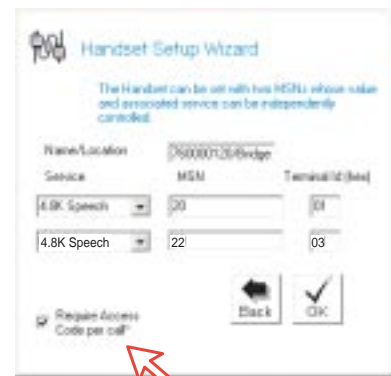 Handset Setup Wizard
The Handset can be set with two MSNs whose value
and associated service can be independently
controlled.
Name/Location 760000120/Bridge
Service MSN Terminal Id (hex)
4.8K Speech 20 01
4.8K Speech 22 03
Require Access
Code per call"
Back OK